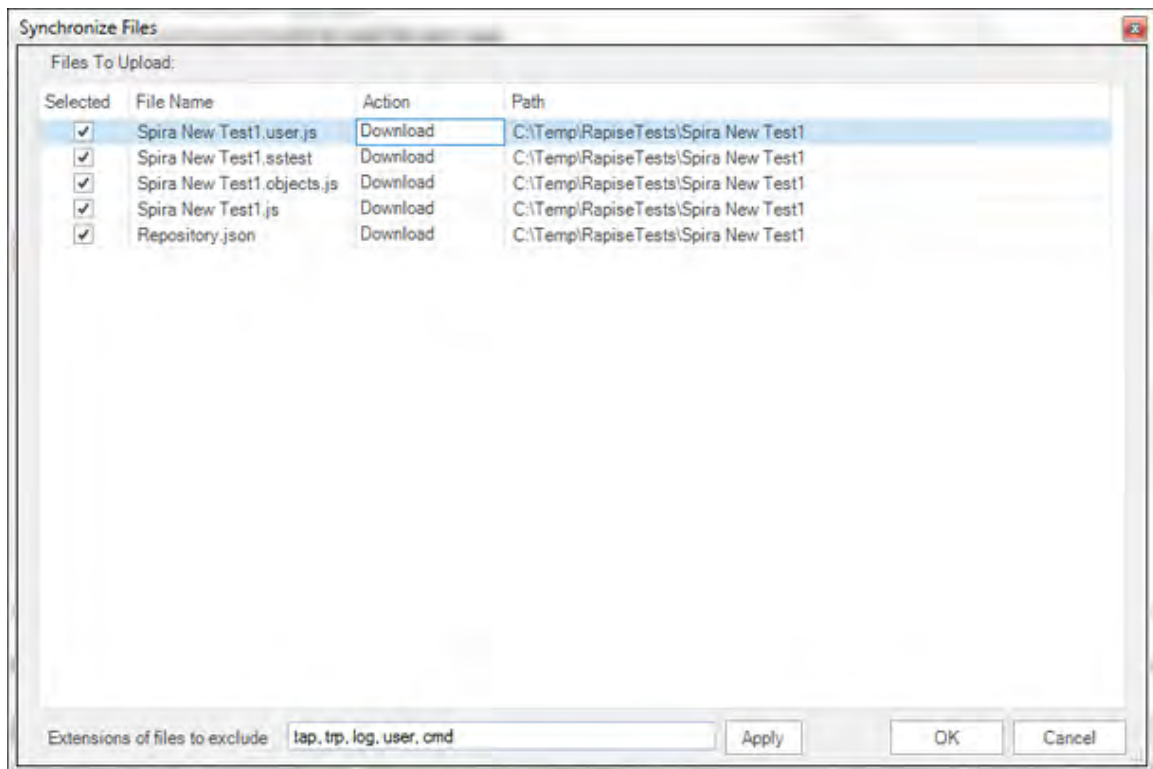 Synchronize Files
Files To Upload:
Selected File Name Action Path
Spira New Test1.user.js Download C:\Temp\RapiseTests\Spira New Test1
Spira New Test1.sstest Download C:\Temp\RapiseTests\Spira New Test1
Spira New Test1.objects.js Download C:\Temp\RapiseTests\Spira New Test1
Spira New Test1.js Download C:\Temp\RapiseTests\Spira New Test1
Repository.json Download C:\Temp\RapiseTests\Spira New Test1
Extensions of files to exclude tap, trp, log, user, cmd Apply OK Cancel